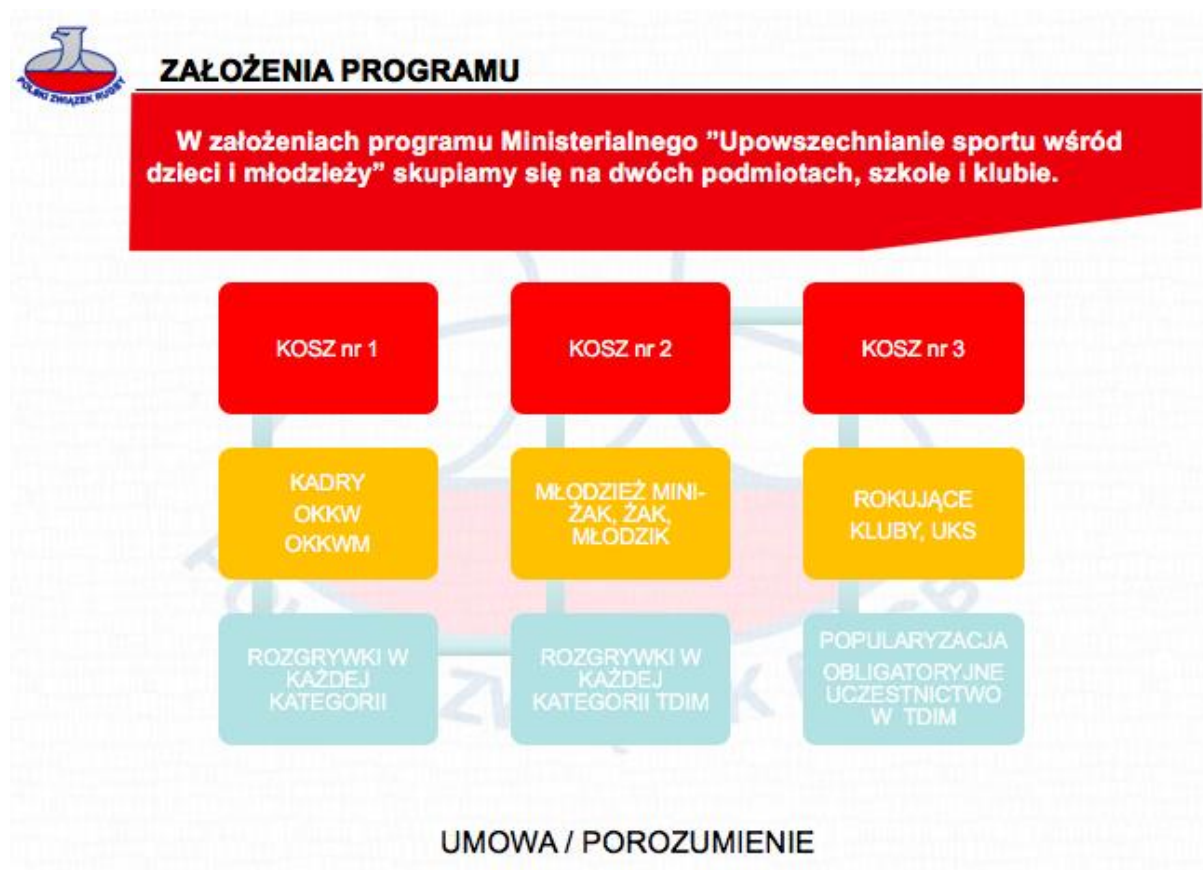 POLSKI ZWIĄZEK RUGBY
ZAŁOŻENIA PROGRAMU
W założeniach programu Ministerialnego ”Upowszechnianie sportu wśród
dzieci i młodzieży” skupiamy się na dwóch podmiotach, szkole i klubie.
KOSZ nr 1
KOSZ nr 2
KOSZ nr 3
KADRY
OKKW
OKKWM
MŁODZIEŻ MINI-
ŻAK, ŻAK,
MŁODZIK
ROKUJĄCE
KLUBY, UKS
ROZGRYWKI W
KAŻDEJ
KATEGORII
ROZGRYWKI W
KAŻDEJ
KATEGORII TDIM
POPULARYZACJA
OBLIGATORYJNE
UCZESTNICTWO
W TDIM
UMOWA / POROZUMIENIE